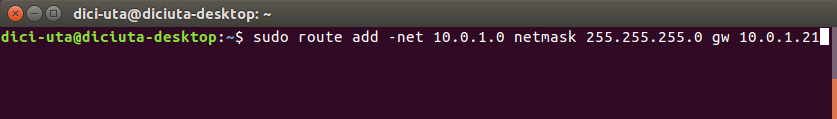 dici-uta@diciuta-desktop: ~
dici-uta@diciuta-desktop:~$ sudo route add -net 10.0.1.0 netmask 255.255.255.0 gw 10.0.1.21